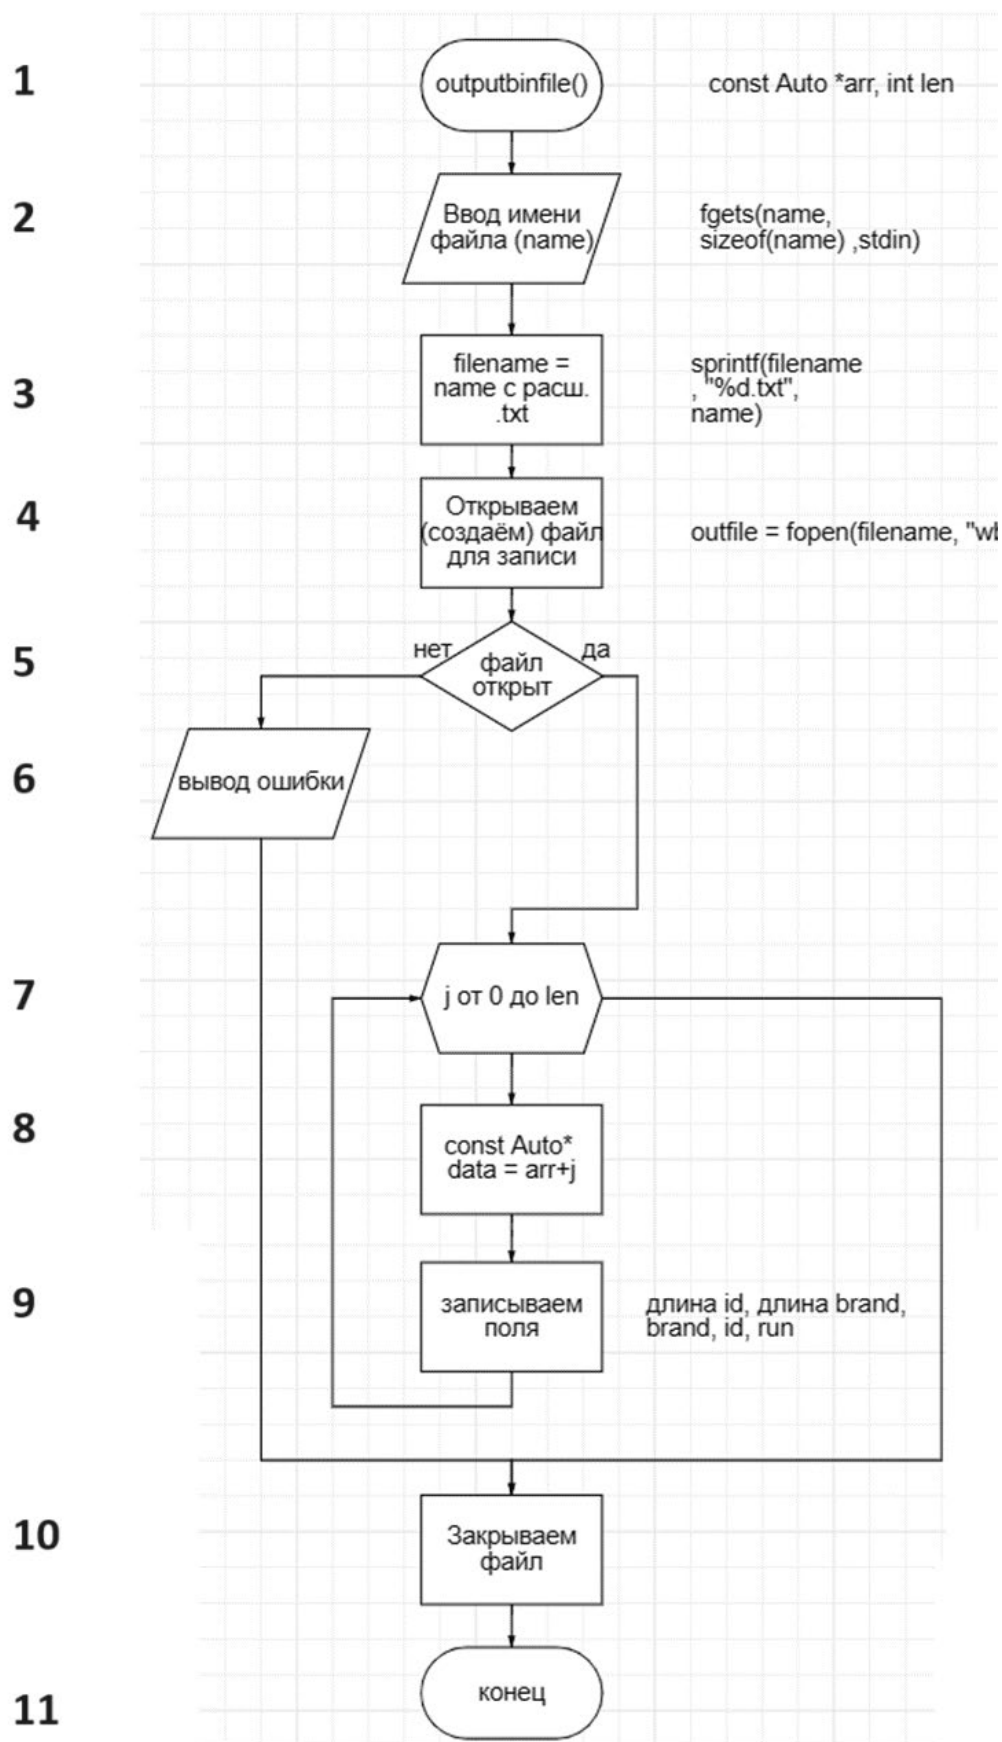 1
outputbinfile()
const Auto *arr, int len
2
Ввод имени
файла (name)
fgets(name,
sizeof(name) ,stdin)
3
filename =
name с расш.
.txt
sprintf(filename
, "%d.txt",
name)
4
Открываем
(создаём) файл
для записи
outfile = fopen(filename, "wb
5
нет
файл
открыт
да
6
вывод ошибки
7
j от 0 до len
8
const Auto*
data = arr+j
9
записываем
поля
длина id, длина brand,
brand, id, run
10
Закрываем
файл
11
конец